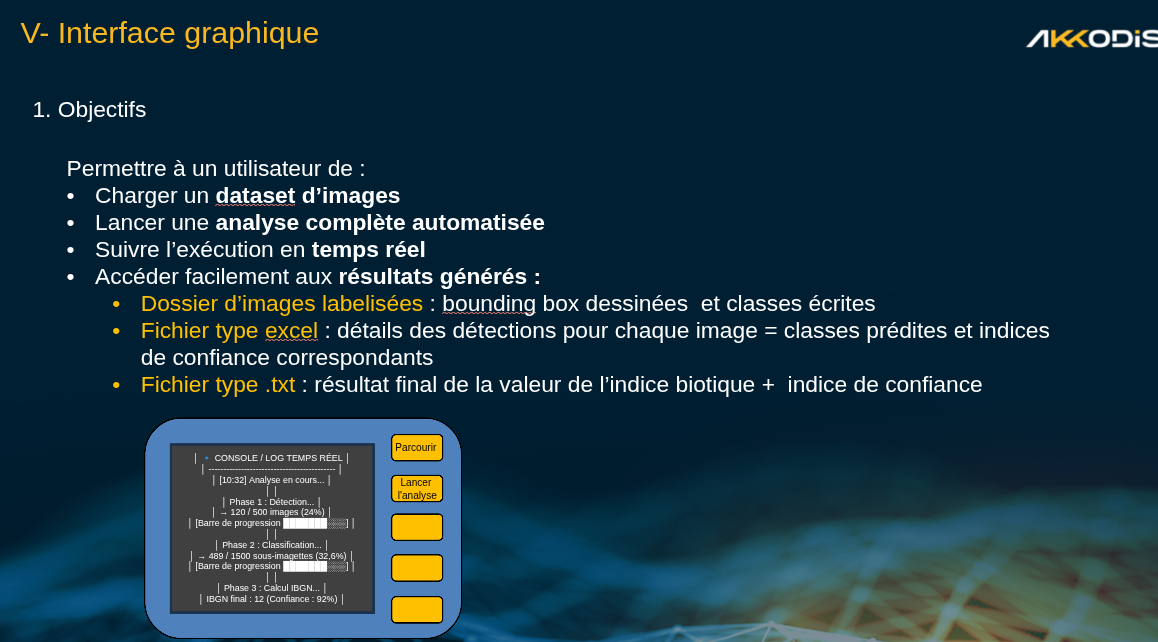 V- Interface graphique
AKKODiS
1. Objectifs
Permettre à un utilisateur de :
• Charger un dataset d’images
• Lancer une analyse complète automatisée
• Suivre l’exécution en temps réel
• Accéder facilement aux résultats générés :
• Dossier d’images labelisées : bounding box dessinées  et classes écrites
• Fichier type excel : détails des détections pour chaque image = classes prédites et indices
de confiance correspondants
• Fichier type .txt : résultat final de la valeur de l’indice biotique +  indice de confiance
│ 🔹 CONSOLE / LOG TEMPS RÉEL │
│ ------------------------------------------- │
│ [10:32] Analyse en cours... │
│ │
│ Phase 1 : Détection... │
│ → 120 / 500 images (24%) │
│ [Barre de progression ███████░░░] │
│ │
│ Phase 2 : Classification... │
│ → 489 / 1500 sous-imagettes (32,6%) │
│ [Barre de progression ███████░░░] │
│ │
│ Phase 3 : Calcul IBGN... │
│ IBGN final : 12 (Confiance : 92%) │
Parcourir
Lancer
l'analyse